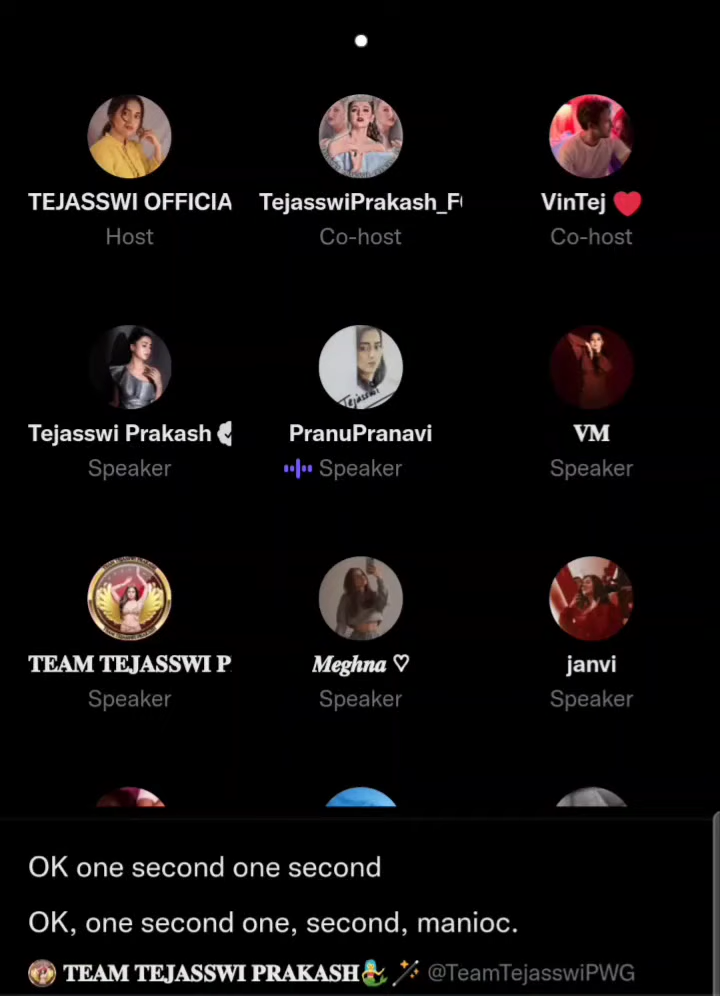 TEJASSWI OFFICIA TejasswiPrakash_F VinTej ❤️
Host Co-host Co-host
Tejasswi Prakash PranuPranavi VM
Speaker Speaker Speaker
TEAM TEJASSWI P Meghna ♡ janvi
Speaker Speaker Speaker
OK one second one second
OK, one second one, second, manioc.
TEAM TEJASSWI PRAKASH🧜‍♀️🪄 @TeamTejasswiPWG